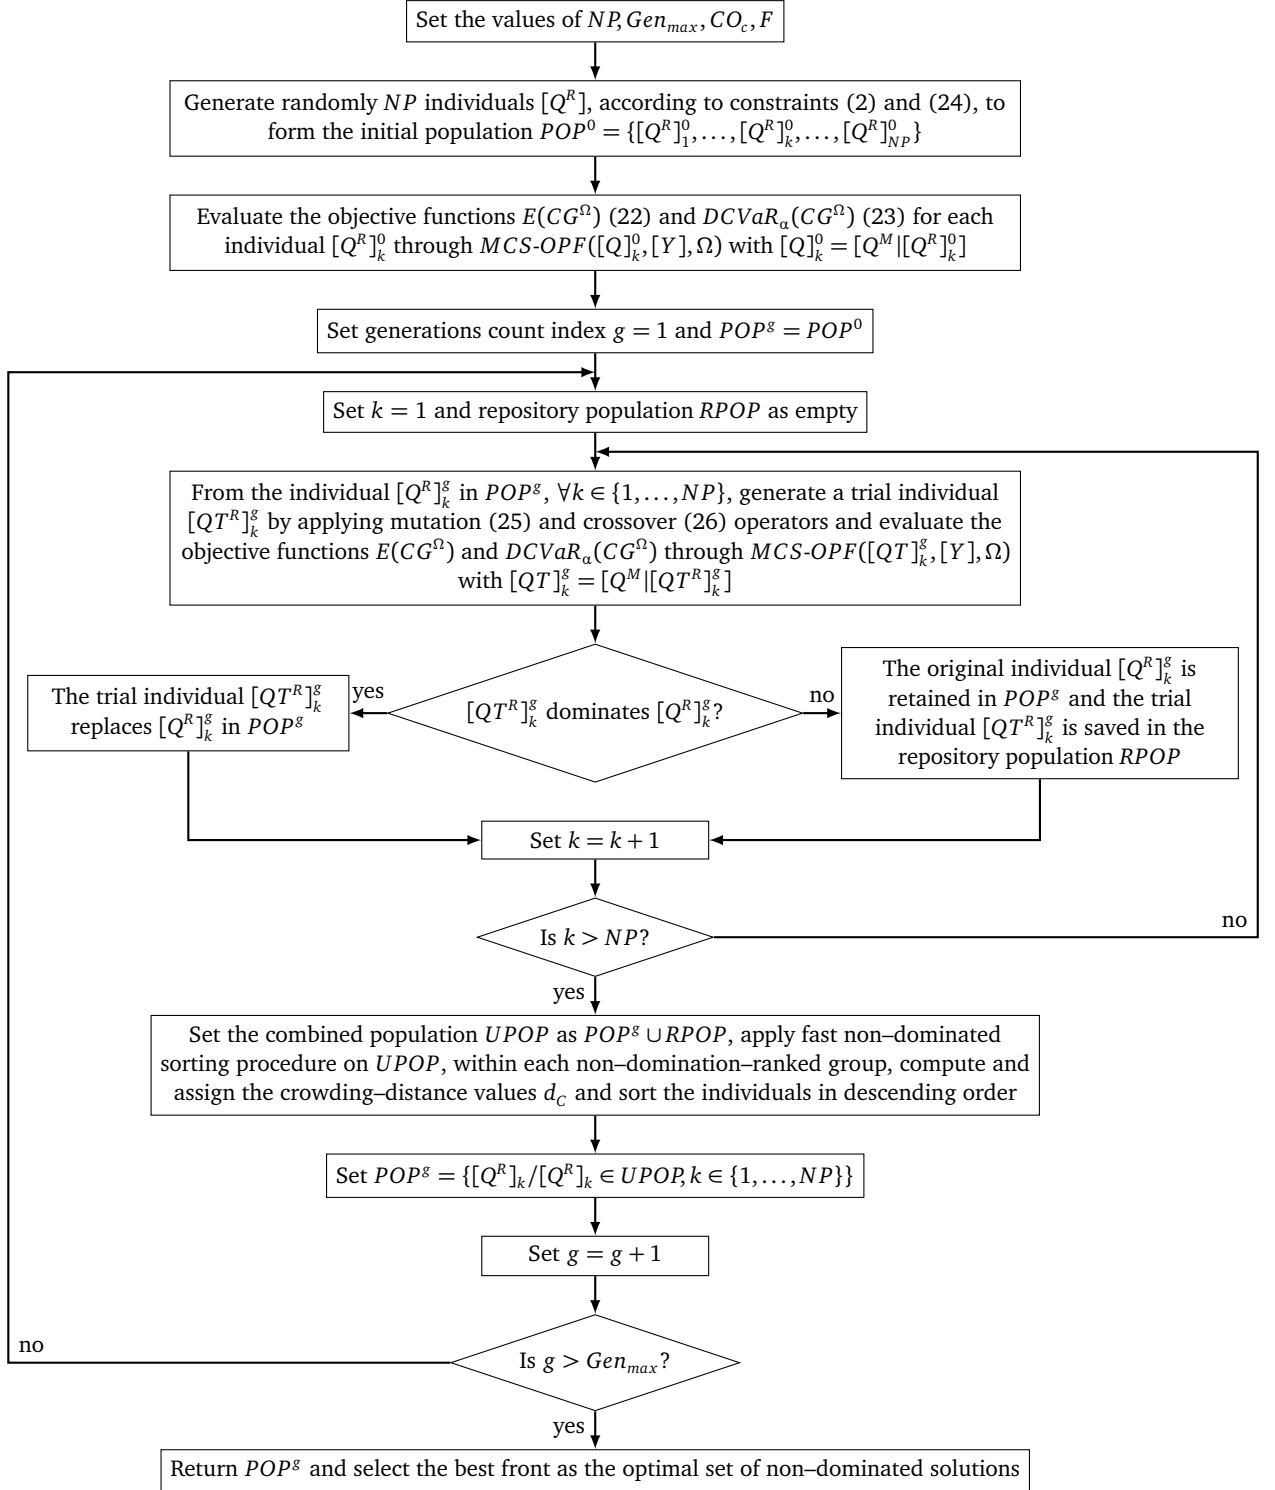 Set the values of NP, Gen_max, CO_c, F
Generate randomly NP individuals [Q^R], according to constraints (2) and (24), to
form the initial population POP^0 = {[Q^R]_1^0, ..., [Q^R]_k^0, ..., [Q^R]_NP^0}
Evaluate the objective functions E(CG^Ω) (22) and DCVaR_α(CG^Ω) (23) for each
individual [Q^R]_k^0 through MCS-OPF([Q]_k^0, [Y], Ω) with [Q]_k^0 = [Q^M|[Q^R]_k^0]
Set generations count index g = 1 and POP^g = POP^0
Set k = 1 and repository population RPOP as empty
From the individual [Q^R]_k^g in POP^g, ∀k ∈ {1, ..., NP}, generate a trial individual
[QT^R]_k^g by applying mutation (25) and crossover (26) operators and evaluate the
objective functions E(CG^Ω) and DCVaR_α(CG^Ω) through MCS-OPF([QT]_k^g, [Y], Ω)
with [QT]_k^g = [Q^M|[QT^R]_k^g]
[QT^R]_k^g dominates [Q^R]_k^g?
yes
The trial individual [QT^R]_k^g
replaces [Q^R]_k^g in POP^g
no
The original individual [Q^R]_k^g is
retained in POP^g and the trial
individual [QT^R]_k^g is saved in the
repository population RPOP
Set k = k + 1
Is k > NP?
no
yes
Set the combined population UPOP as POP^g ∪ RPOP, apply fast non–dominated
sorting procedure on UPOP, within each non–domination–ranked group, compute and
assign the crowding–distance values d_C and sort the individuals in descending order
Set POP^g = {[Q^R]_k/[Q^R]_k ∈ UPOP, k ∈ {1, ..., NP}}
Set g = g + 1
Is g > Gen_max?
no
yes
Return POP^g and select the best front as the optimal set of non–dominated solutions